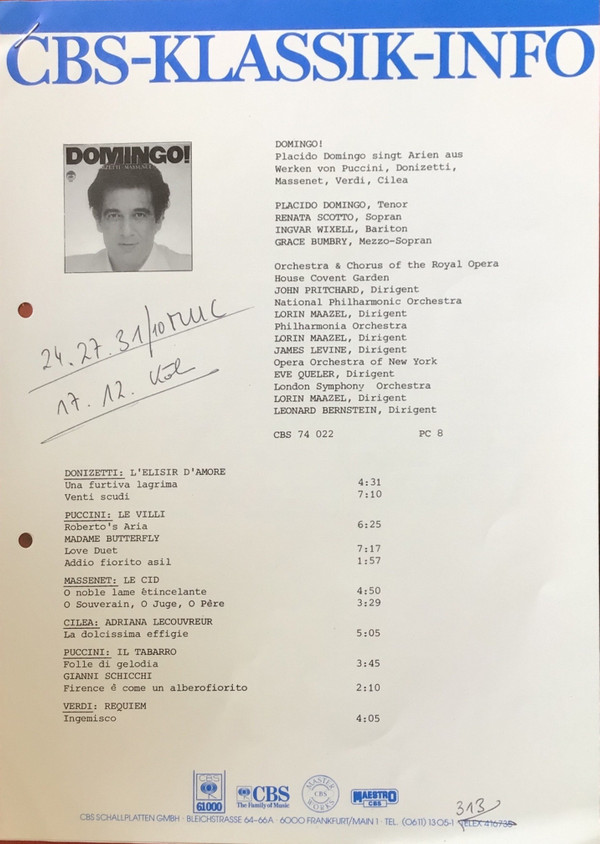 CBS-KLASSIK-INFO
DOMINGO!
DOMINGO!
Placido Domingo singt Arien aus
Werken von Puccini, Donizetti,
Massenet, Verdi, Cilea
PLACIDO DOMINGO, Tenor
RENATA SCOTTO, Sopran
INGVAR WIXELL, Bariton
GRACE BUMBRY, Mezzo-Sopran
Orchestra & Chorus of the Royal Opera
House Covent Garden
JOHN PRITCHARD, Dirigent
National Philharmonic Orchestra
LORIN MAAZEL, Dirigent
Philharmonia Orchestra
LORIN MAAZEL, Dirigent
JAMES LEVINE, Dirigent
Opera Orchestra of New York
EVE QUELER, Dirigent
London Symphony Orchestra
LORIN MAAZEL, Dirigent
LEONARD BERNSTEIN, Dirigent
CBS 74 022 PC 8
24. 27. 31/10 MUC
17. 12. Köl
DONIZETTI: L'ELISIR D'AMORE
Una furtiva lagrima 4:31
Venti scudi 7:10
PUCCINI: LE VILLI
Roberto's Aria 6:25
MADAME BUTTERFLY
Love Duet 7:17
Addio fiorito asil 1:57
MASSENET: LE CID
O noble lame êtincelante 4:50
O Souverain, O Juge, O Pêre 3:29
CILEA: ADRIANA LECOUVREUR
La dolcissima effigie 5:05
PUCCINI: IL TABARRO
Folle di gelodia 3:45
GIANNI SCHICCHI
Firence ê come un alberofiorito 2:10
VERDI: REQUIEM
Ingemisco 4:05
CBS
61000
CBS
The Family of Music
MASTER
CBS
WORKS
MAESTRO
CBS
313
CBS SCHALLPLATTEN GMBH · BLEICHSTRASSE 64-66A · 6000 FRANKFURT/MAIN 1 · TEL. (0611) 13 05-1 TELEX 416735